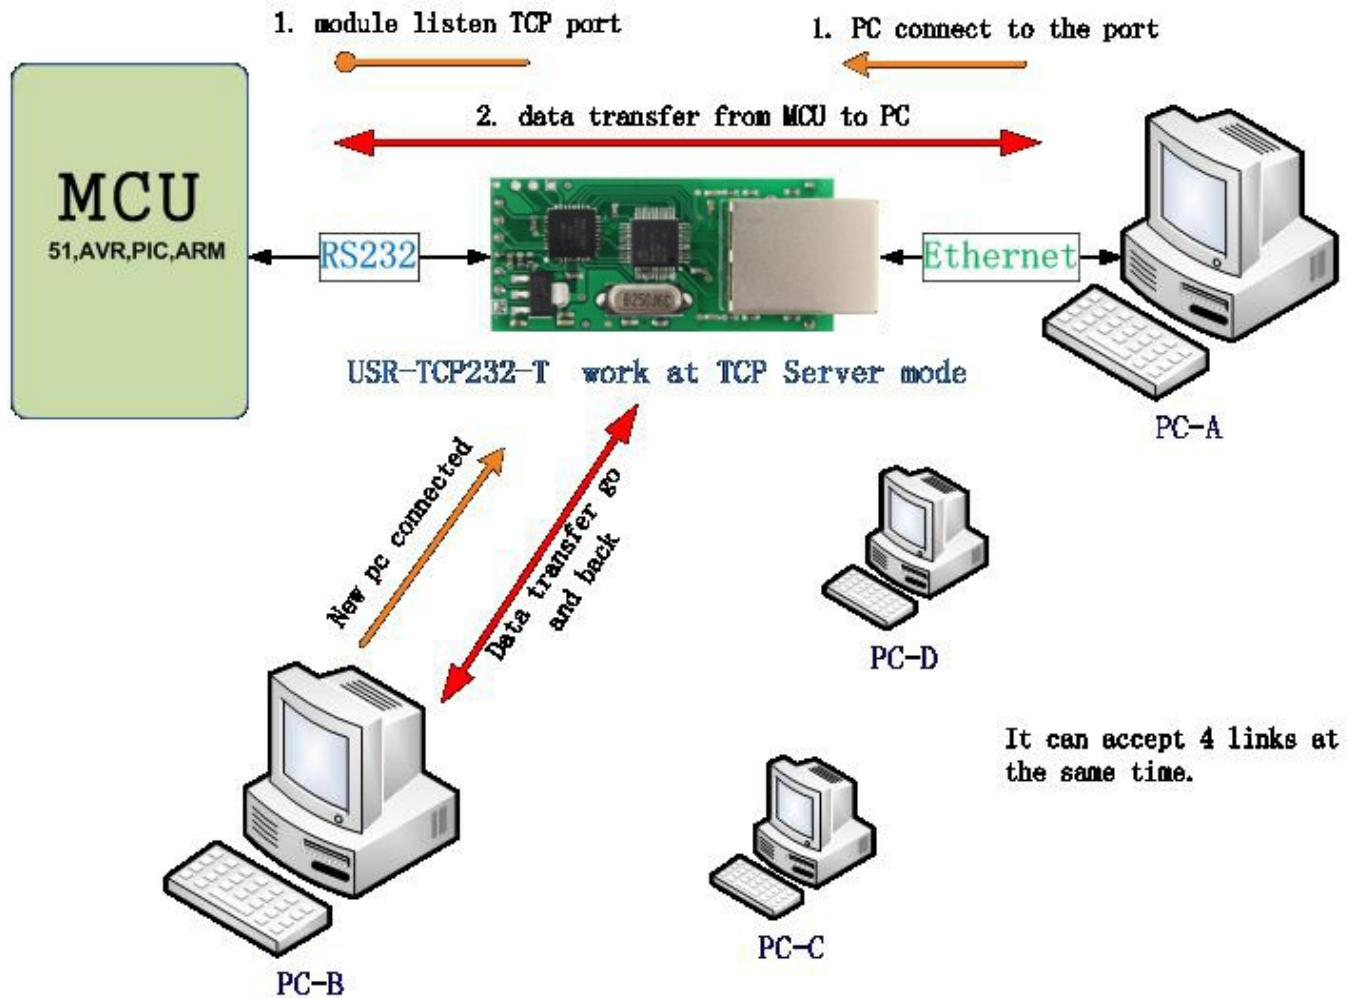 1. module listen TCP port
1. PC connect to the port
2. data transfer from MCU to PC
MCU
51,AVR,PIC,ARM
RS232
Ethernet
USR-TCP232-T work at TCP Server mode
PC-A
New pc connected
Data transfer go
and back
PC-D
It can accept 4 links at
the same time.
PC-C
PC-B